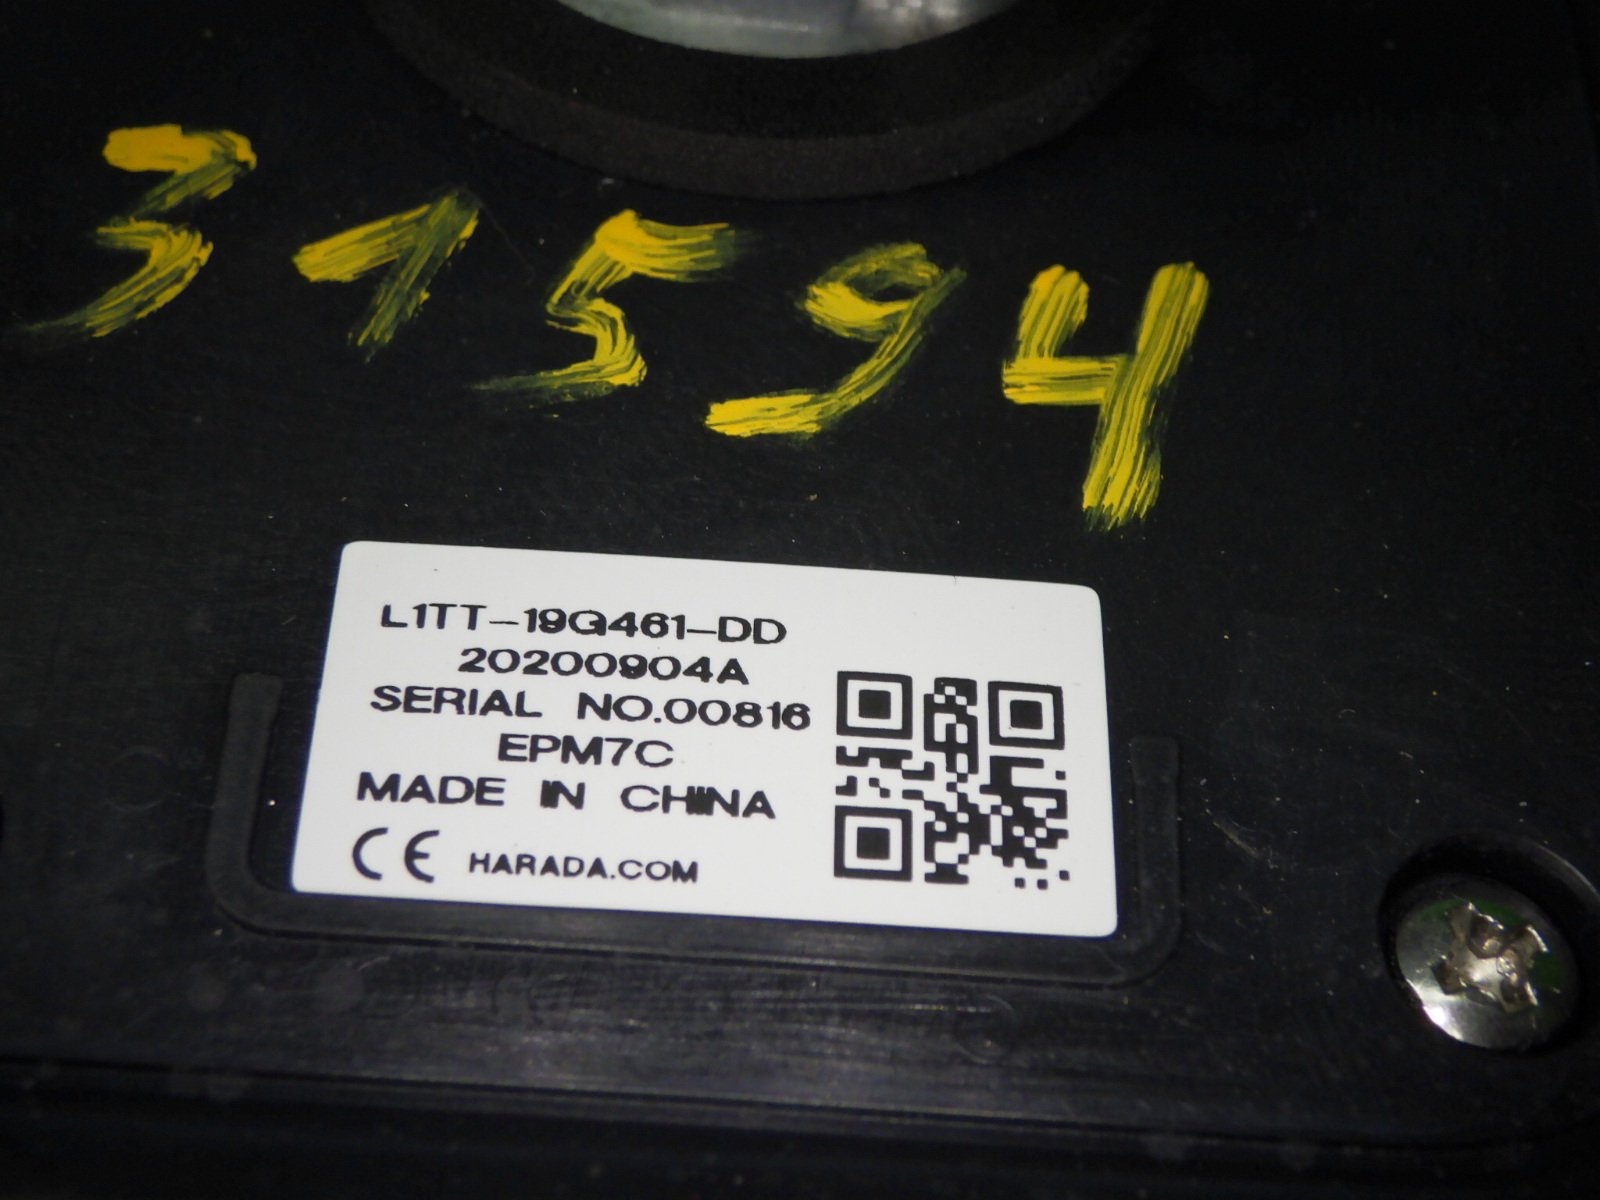 31594
L1TT-19G461-DD
20200904A
SERIAL NO.00816
EPM7C
MADE IN CHINA
CE HARADA.COM